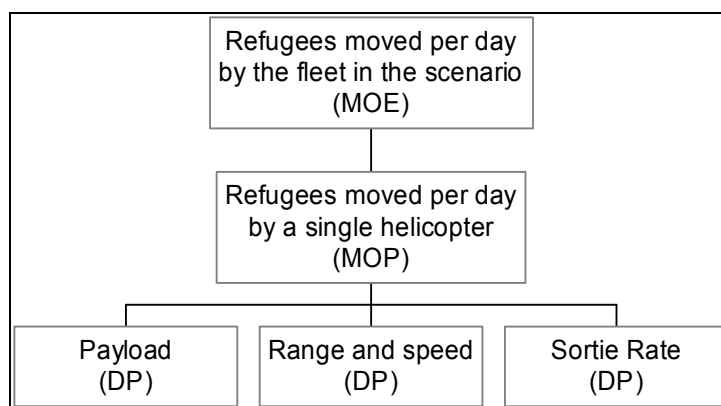 Refugees moved per day
by the fleet in the scenario
(MOE)
Refugees moved per day
by a single helicopter
(MOP)
Payload
(DP)
Range and speed
(DP)
Sortie Rate
(DP)